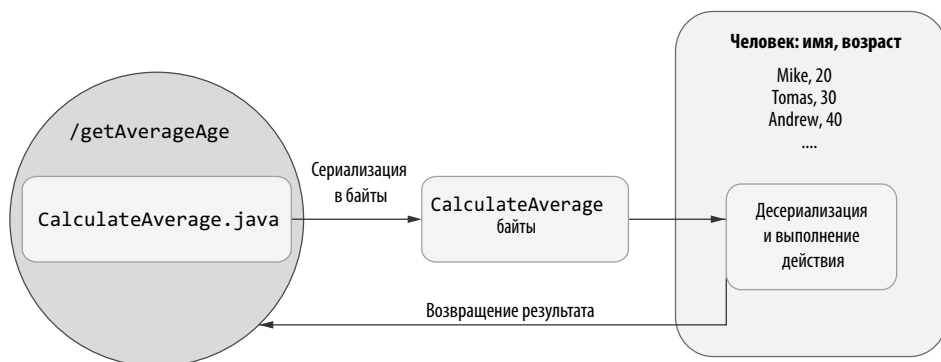 /getAverageAge
CalculateAverage.java
Сериализация
в байты
CalculateAverage
байты
Человек: имя, возраст
Mike, 20
Tomas, 30
Andrew, 40
....
Десериализация
и выполнение
действия
Возвращение результата